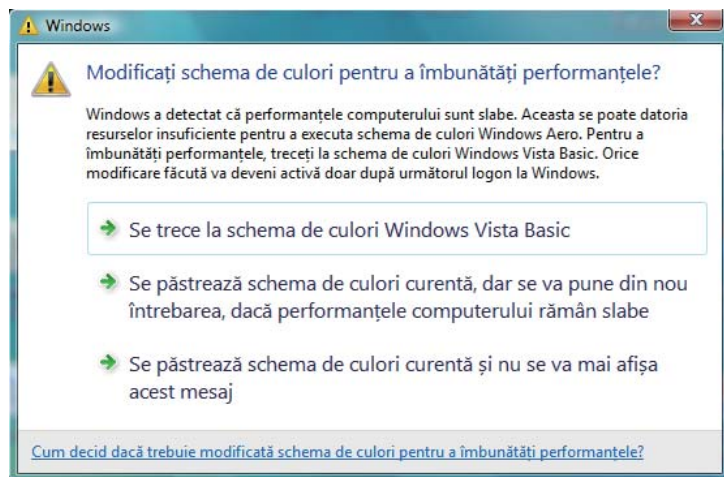 Windows
Modificați schema de culori pentru a îmbunătăți performanțele?
Windows a detectat că performanțele computerului sunt slabe. Aceasta se poate datoria
resurselor insuficiente pentru a executa schema de culori Windows Aero. Pentru a
îmbunătăți performanțele, treceți la schema de culori Windows Vista Basic. Orice
modificare făcută va deveni activă doar după următorul logon la Windows.
Se trece la schema de culori Windows Vista Basic
Se păstrează schema de culori curentă, dar se va pune din nou
întrebarea, dacă performanțele computerului rămân slabe
Se păstrează schema de culori curentă și nu se va mai afișa
acest mesaj
Cum decid dacă trebuie modificată schema de culori pentru a îmbunătăți performanțele?